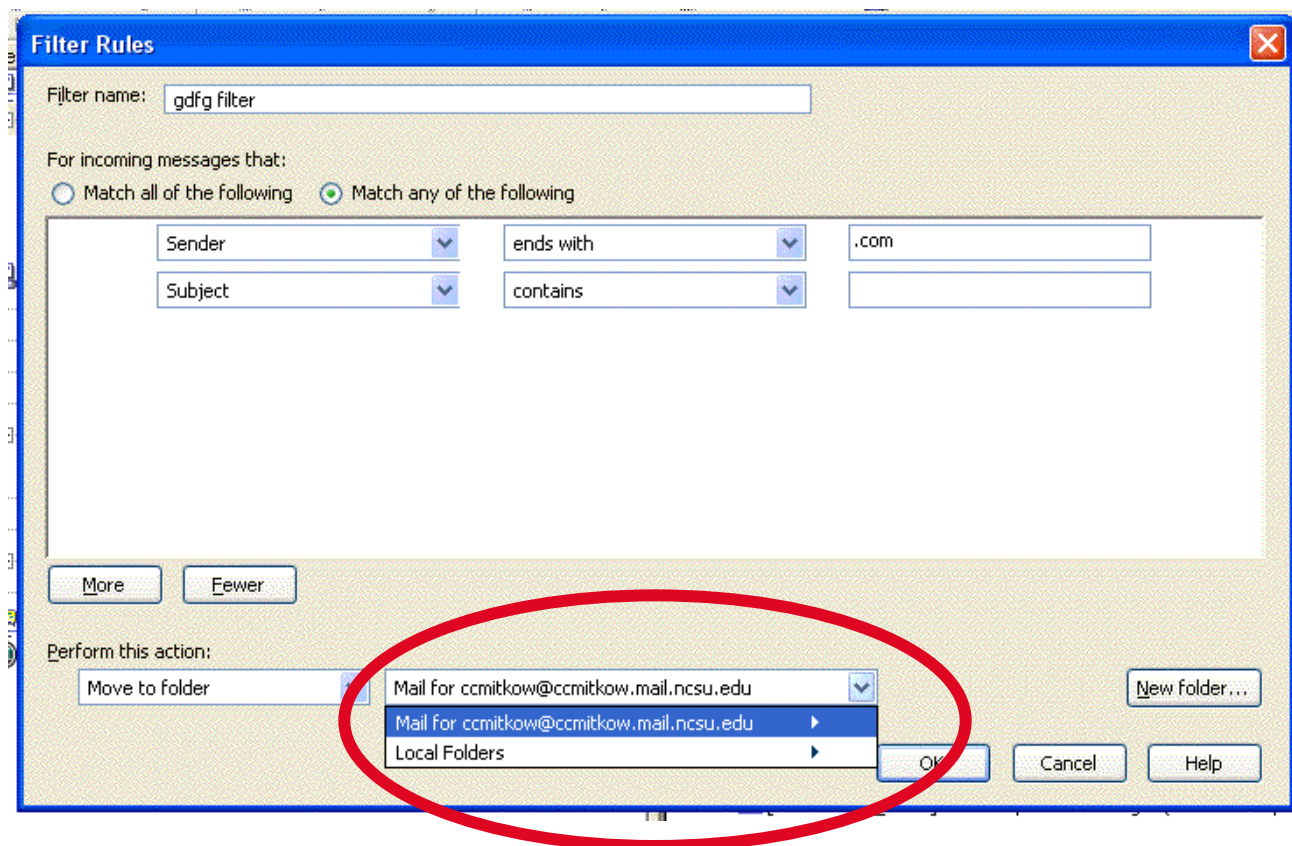 Filter Rules
Filter name: gdfg filter
For incoming messages that:
Match all of the following Match any of the following
Sender ends with .com
Subject contains
More Fewer
Perform this action:
Move to folder Mail for ccmitkow@ccmitkow.mail.ncsu.edu New folder...
Mail for ccmitkow@ccmitkow.mail.ncsu.edu
Local Folders
OK Cancel Help